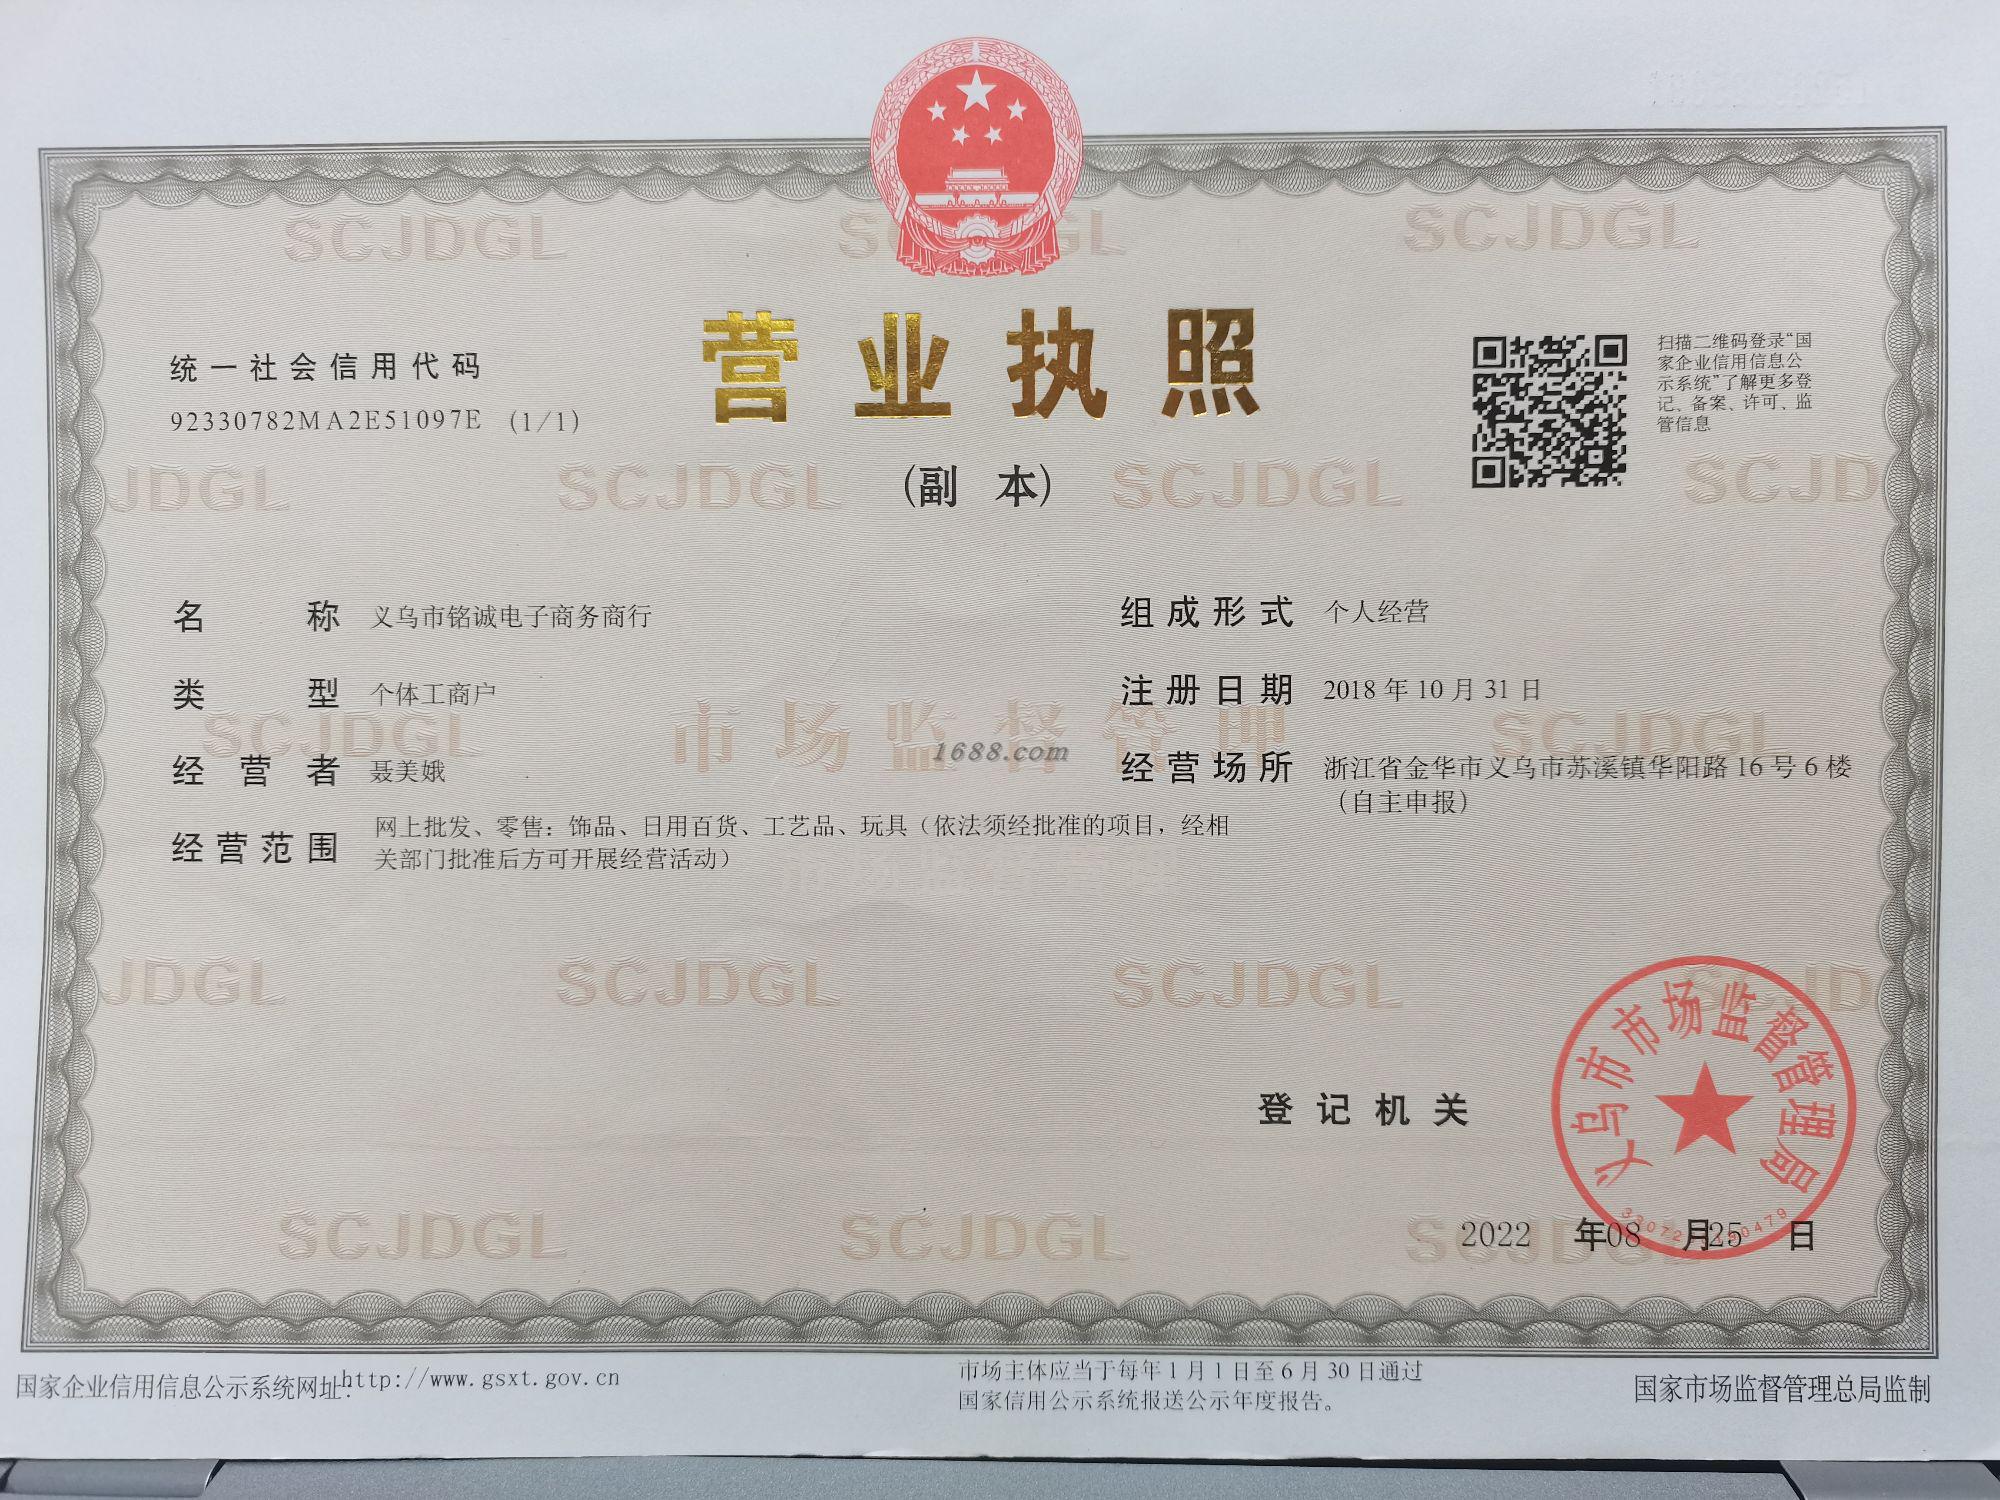 营业执照
(副 本)
统一社会信用代码
92330782MA2E51097E (1/1)
扫描二维码登录“国
家企业信用信息公
示系统”了解更多登
记、备案、许可、监
管信息
名 称 义乌市铭诚电子商务商行
类 型 个体工商户
经营者 聂美娥
经营范围 网上批发、零售：饰品、日用百货、工艺品、玩具（依法须经批准的项目，经相
关部门批准后方可开展经营活动）
组成形式 个人经营
注册日期 2018 年 10 月 31 日
经营场所 浙江省金华市义乌市苏溪镇华阳路 16 号 6 楼
（自主申报）
SCJDGL
市场监督管理
1688.com
登记机关
义乌市市场监督管理局
2022 年08 月25 日
国家企业信用信息公示系统网址：http://www.gsxt.gov.cn
市场主体应当于每年 1 月 1 日至 6 月 30 日通过
国家信用公示系统报送公示年度报告。
国家市场监督管理总局监制